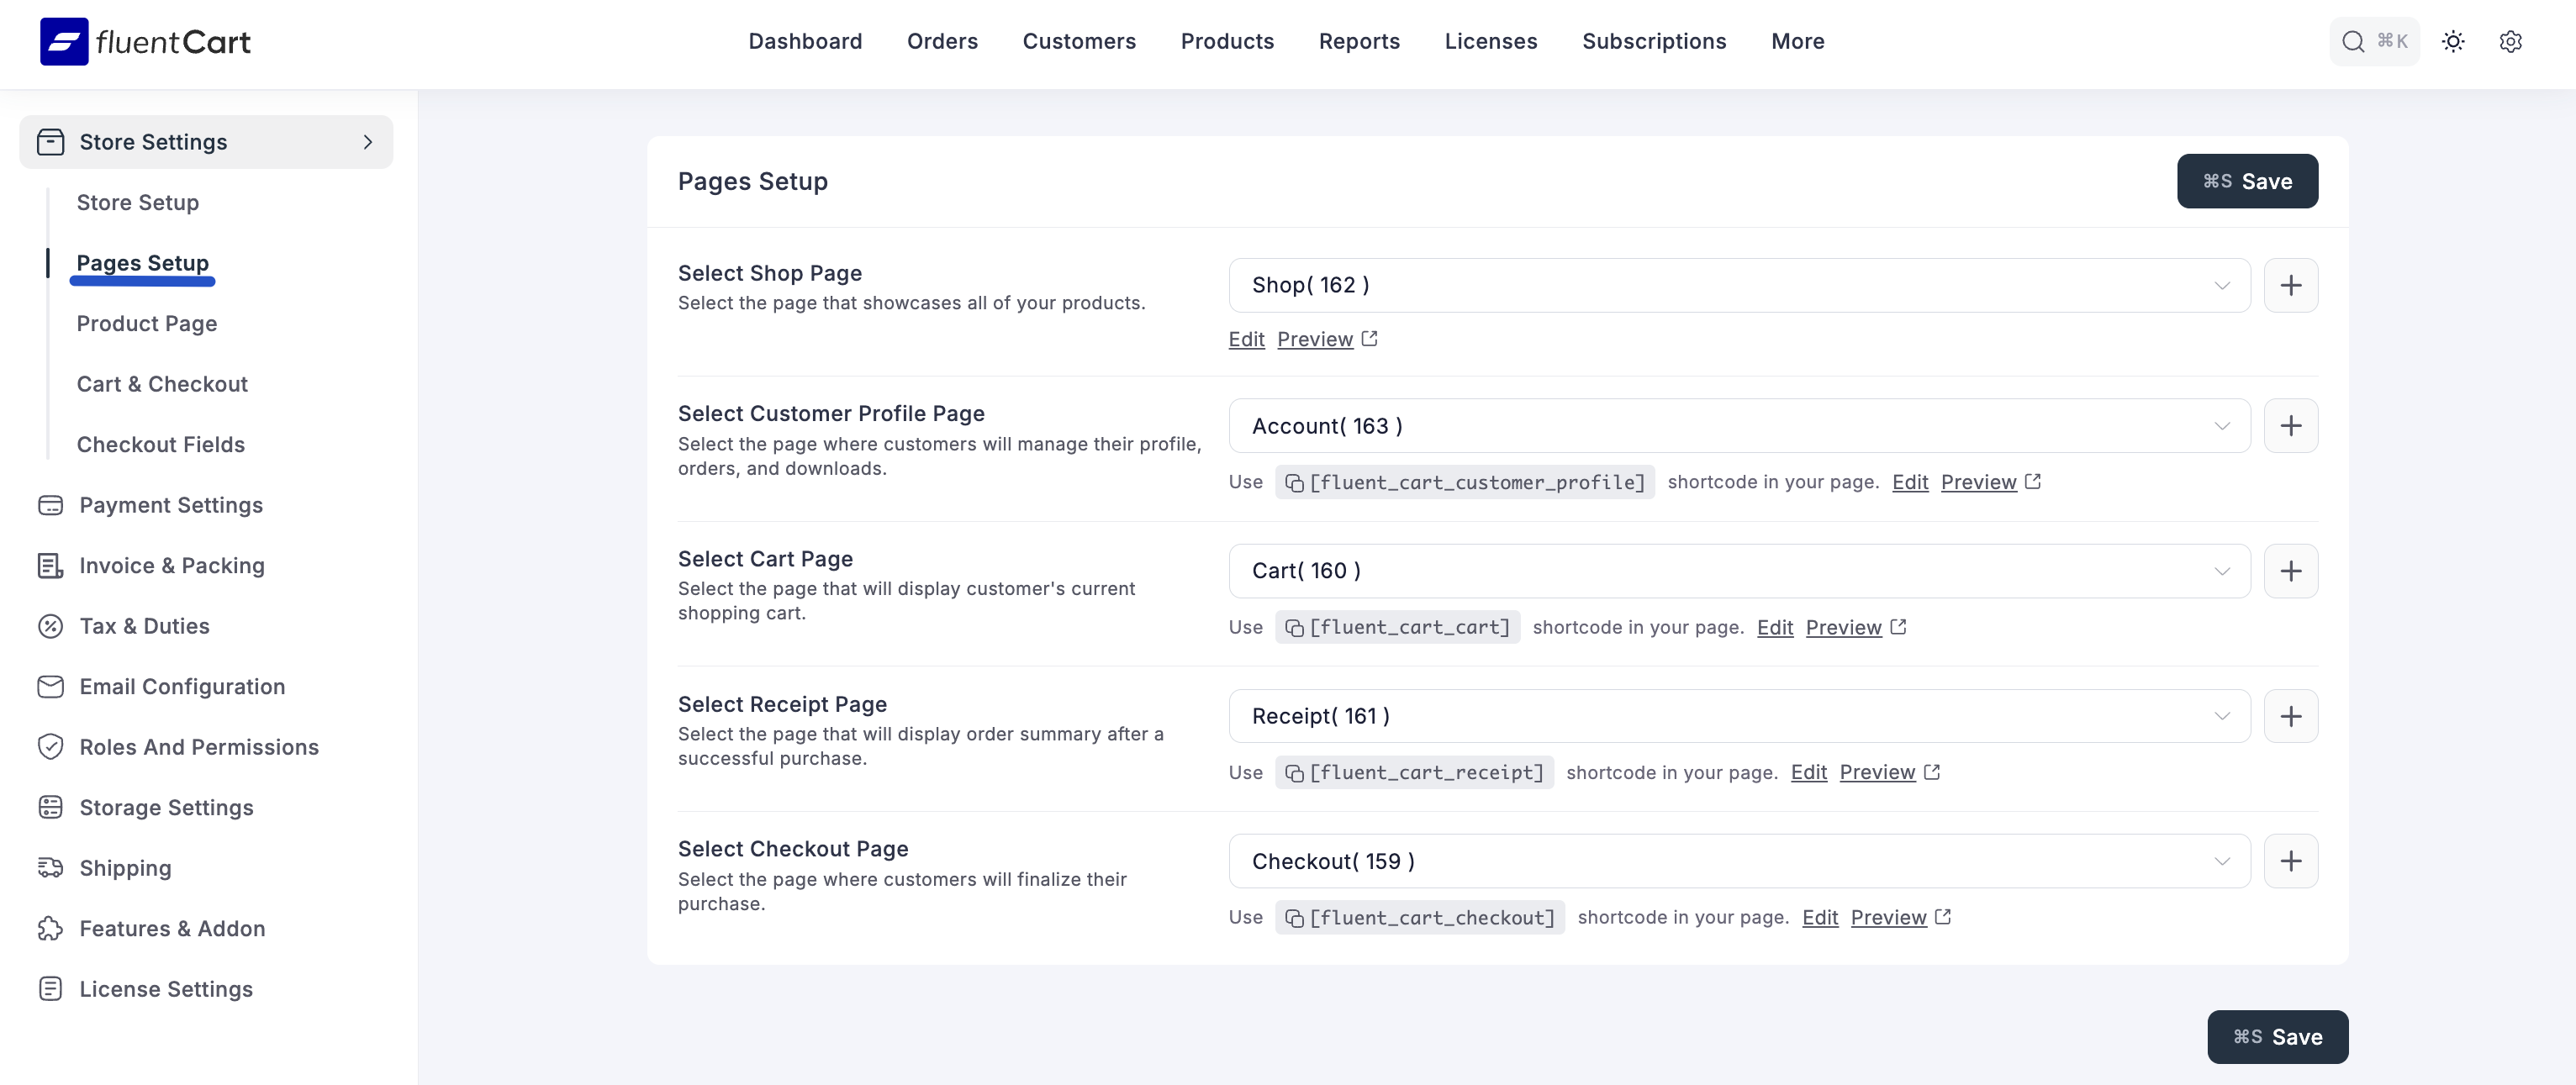 fluentCart
Dashboard Orders Customers Products Reports Licenses Subscriptions More
⌘K
Store Settings
Store Setup
Pages Setup
Product Page
Cart & Checkout
Checkout Fields
Payment Settings
Invoice & Packing
Tax & Duties
Email Configuration
Roles And Permissions
Storage Settings
Shipping
Features & Addon
License Settings
Pages Setup
⌘S Save
Select Shop Page
Select the page that showcases all of your products.
Shop( 162 )
Edit Preview
Select Customer Profile Page
Select the page where customers will manage their profile,
orders, and downloads.
Account( 163 )
Use [fluent_cart_customer_profile] shortcode in your page. Edit Preview
Select Cart Page
Select the page that will display customer's current
shopping cart.
Cart( 160 )
Use [fluent_cart_cart] shortcode in your page. Edit Preview
Select Receipt Page
Select the page that will display order summary after a
successful purchase.
Receipt( 161 )
Use [fluent_cart_receipt] shortcode in your page. Edit Preview
Select Checkout Page
Select the page where customers will finalize their
purchase.
Checkout( 159 )
Use [fluent_cart_checkout] shortcode in your page. Edit Preview
⌘S Save